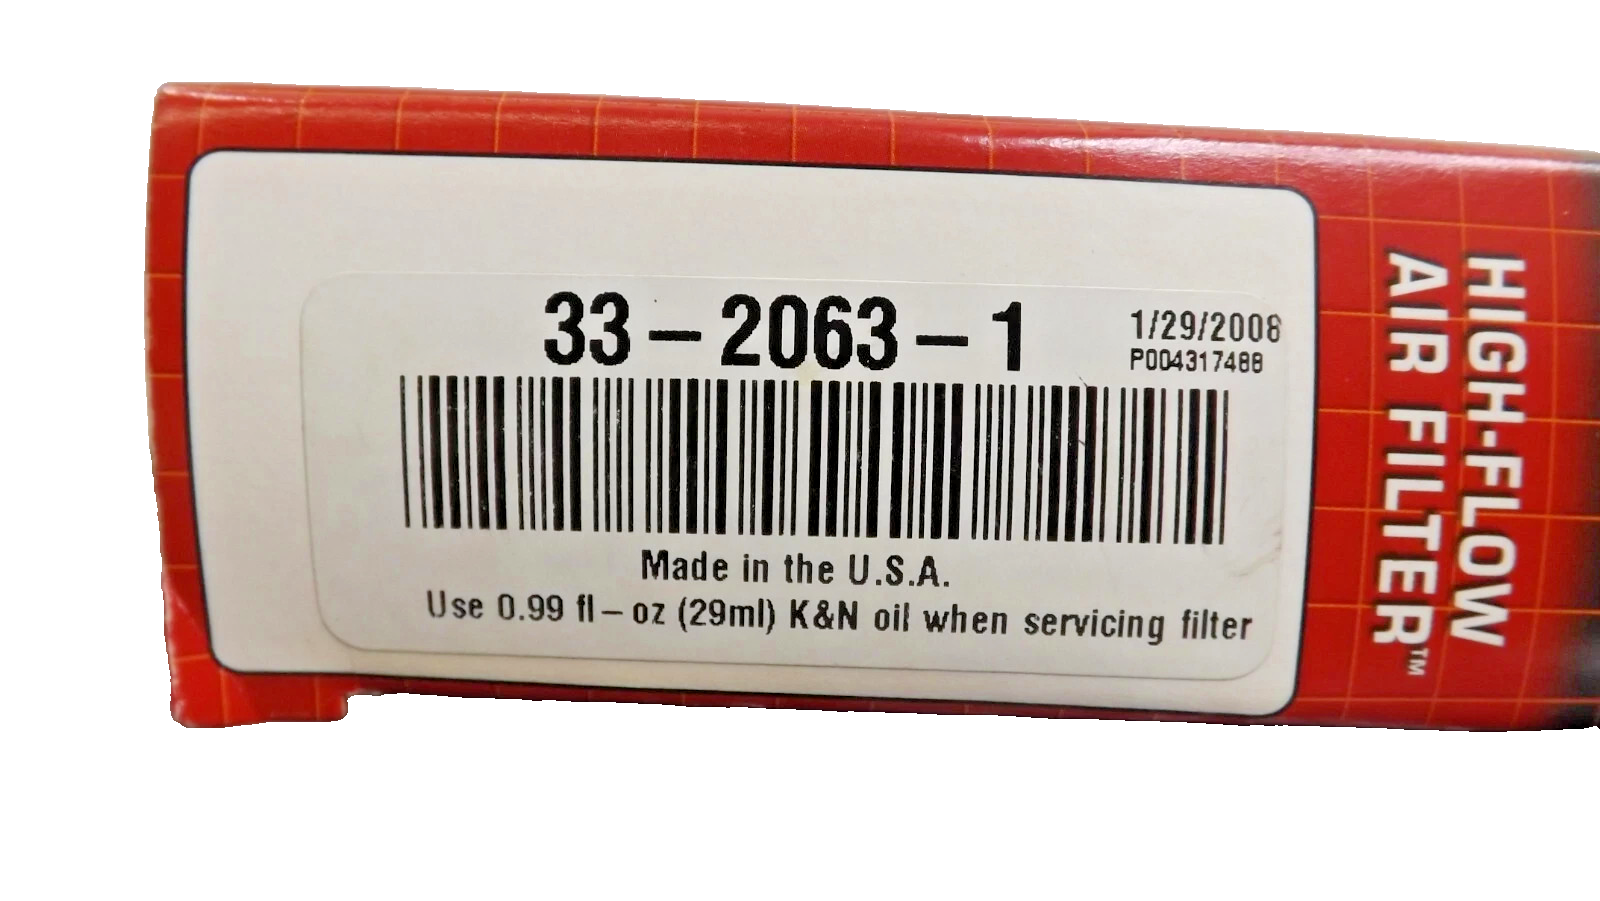 33-2063-1
1/29/2008
P004317488
Made in the U.S.A.
Use 0.99 fl-oz (29ml) K&N oil when servicing filter
HIGH-FLOW
AIR FILTER™